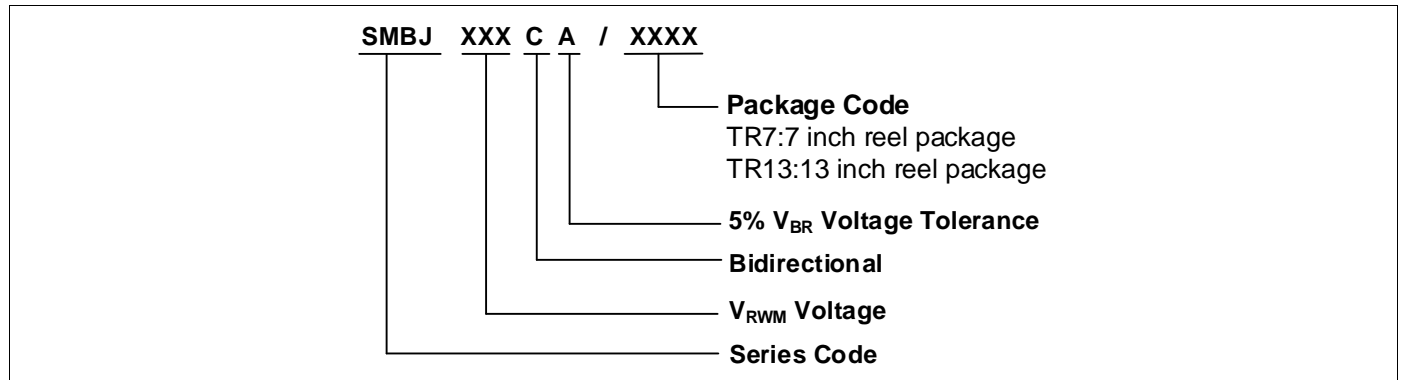 SMBJ XXX C A / XXXX
Package Code
TR7:7 inch reel package
TR13:13 inch reel package
5% VBR Voltage Tolerance
Bidirectional
VRWM Voltage
Series Code